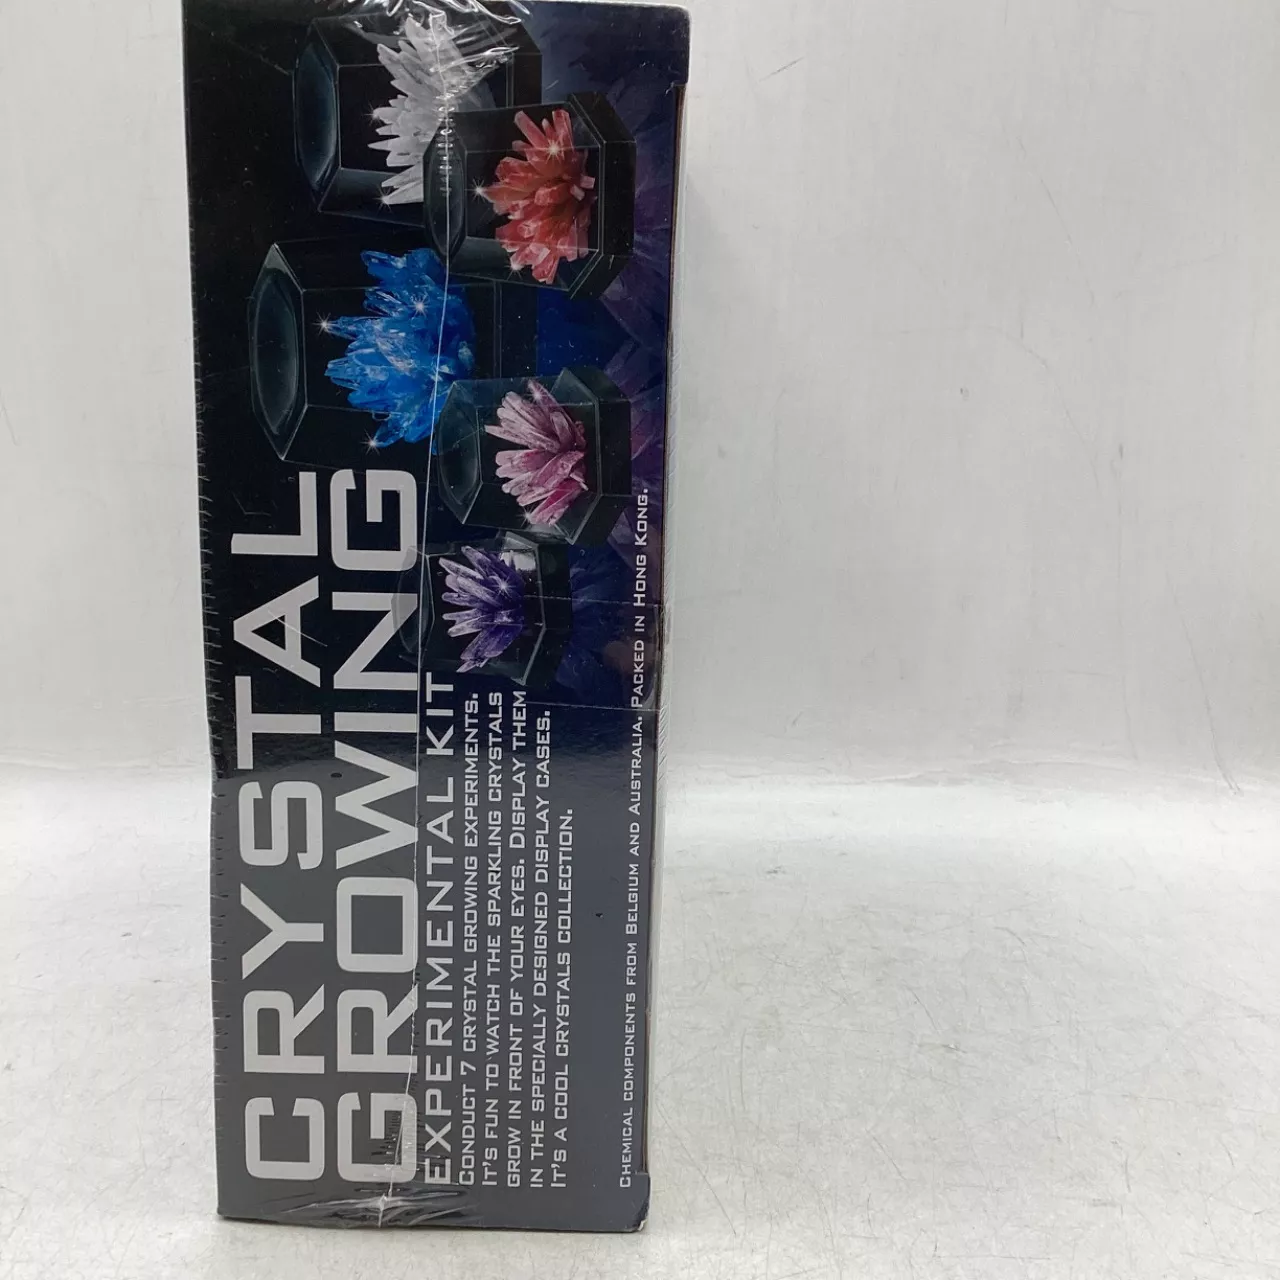 CRYSTAL
GROWING
EXPERIMENTAL KIT
CONDUCT 7 CRYSTAL GROWING EXPERIMENTS.
IT'S FUN TO WATCH THE SPARKLING CRYSTALS
GROW IN FRONT OF YOUR EYES. DISPLAY THEM
IN THE SPECIALLY DESIGNED DISPLAY CASES.
IT'S A COOL CRYSTALS COLLECTION.
CHEMICAL COMPONENTS FROM BELGIUM AND AUSTRALIA. PACKED IN HONG KONG.